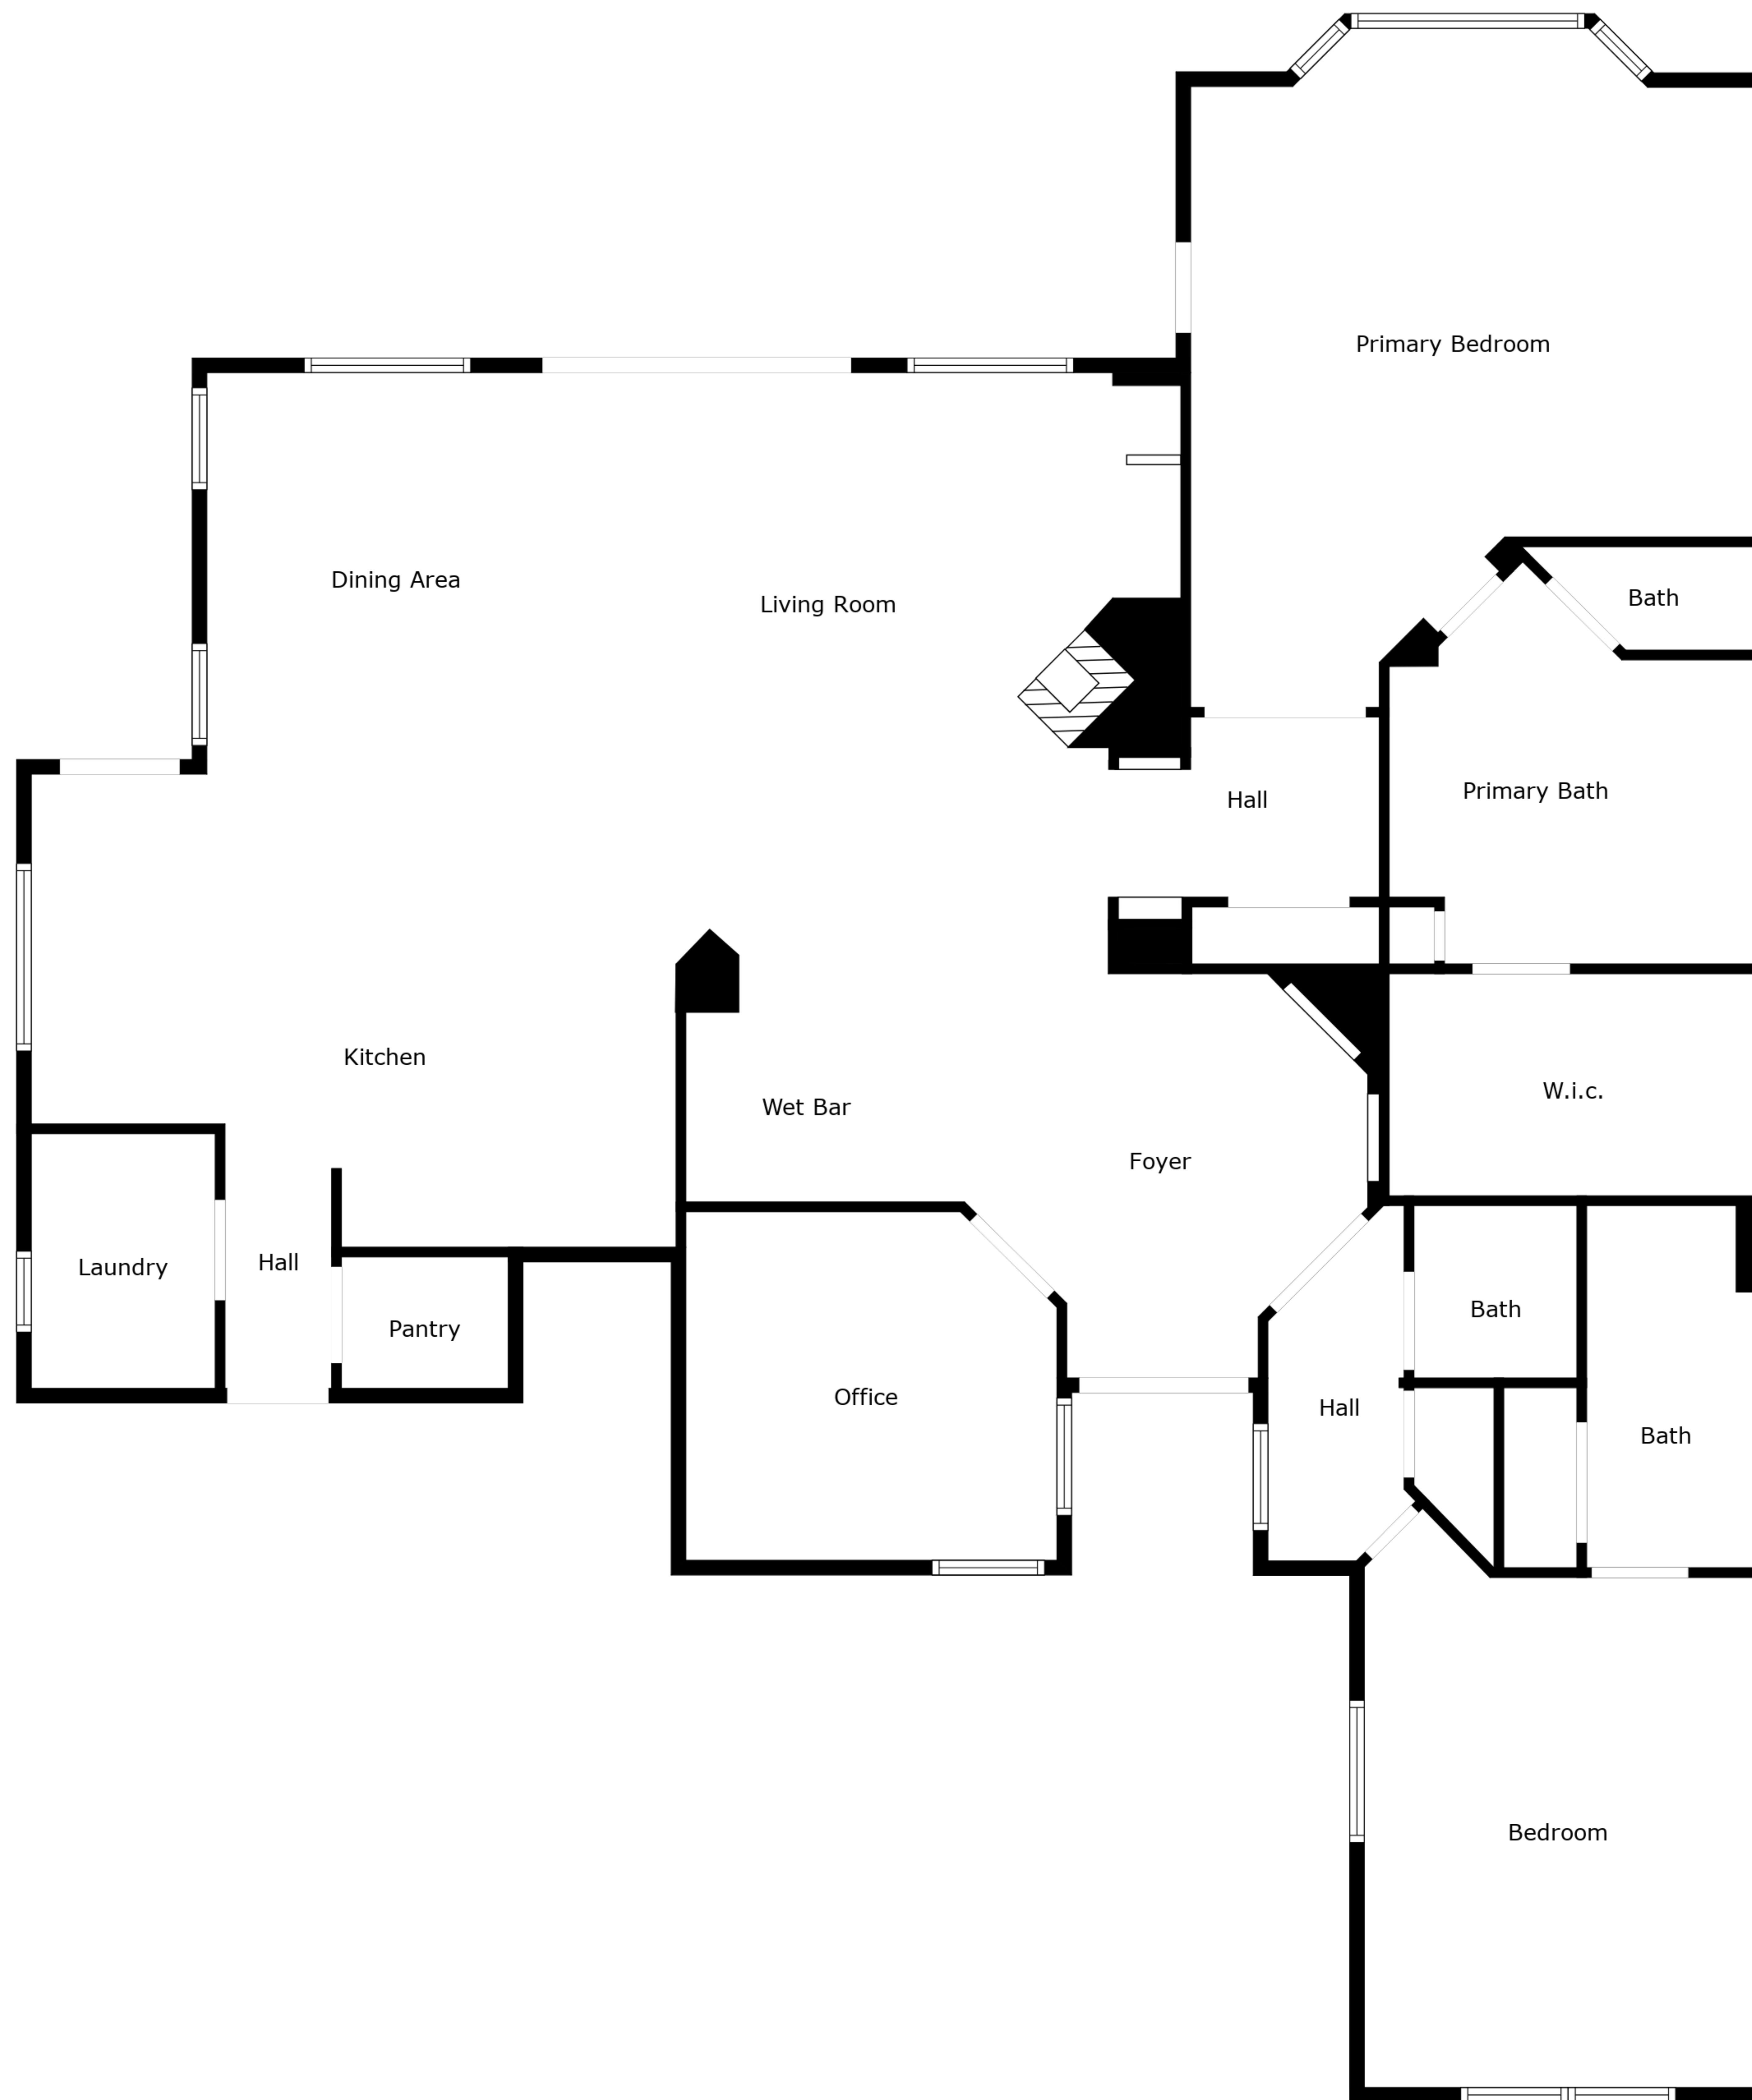 Primary Bedroom
Dining Area
Living Room
Bath
Hall
Primary Bath
Kitchen
Wet Bar
Foyer
W.i.c.
Laundry
Hall
Pantry
Office
Hall
Bath
Bath
Bedroom